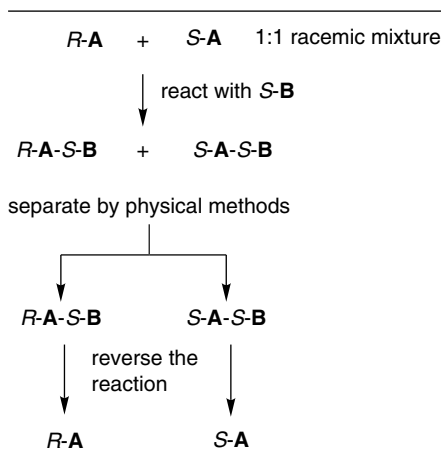 R-A + S-A 1:1 racemic mixture
react with S-B
R-A-S-B + S-A-S-B
separate by physical methods
R-A-S-B S-A-S-B
reverse the
reaction
R-A S-A